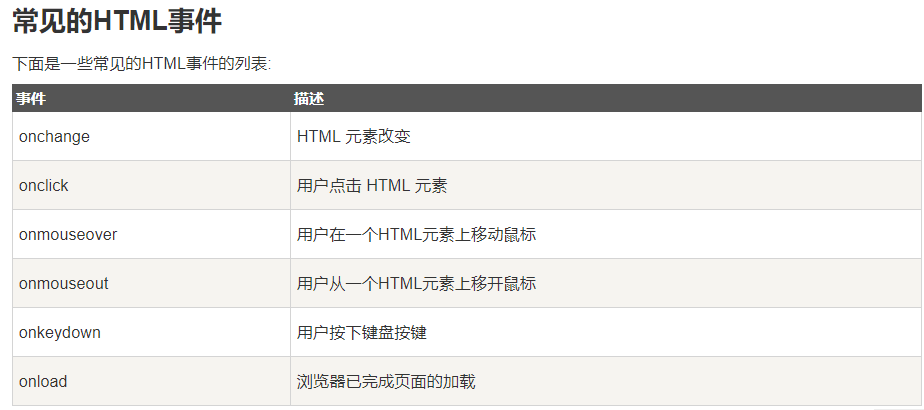 常见的HTML事件
下面是一些常见的HTML事件的列表:
事件 描述
onchange HTML 元素改变
onclick 用户点击 HTML 元素
onmouseover 用户在一个HTML元素上移动鼠标
onmouseout 用户从一个HTML元素上移开鼠标
onkeydown 用户按下键盘按键
onload 浏览器已完成页面的加载